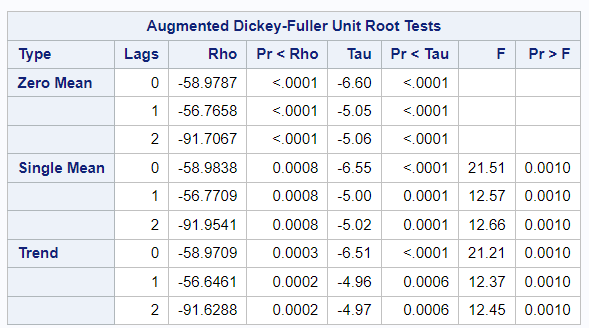 Augmented Dickey-Fuller Unit Root Tests
Type Lags Rho Pr < Rho Tau Pr < Tau F Pr > F
Zero Mean 0 -58.9787 <.0001 -6.60 <.0001
1 -56.7658 <.0001 -5.05 <.0001
2 -91.7067 <.0001 -5.06 <.0001
Single Mean 0 -58.9838 0.0008 -6.55 <.0001 21.51 0.0010
1 -56.7709 0.0008 -5.00 0.0001 12.57 0.0010
2 -91.9541 0.0008 -5.02 0.0001 12.66 0.0010
Trend 0 -58.9709 0.0003 -6.51 <.0001 21.21 0.0010
1 -56.6461 0.0002 -4.96 0.0006 12.37 0.0010
2 -91.6288 0.0002 -4.97 0.0006 12.45 0.0010